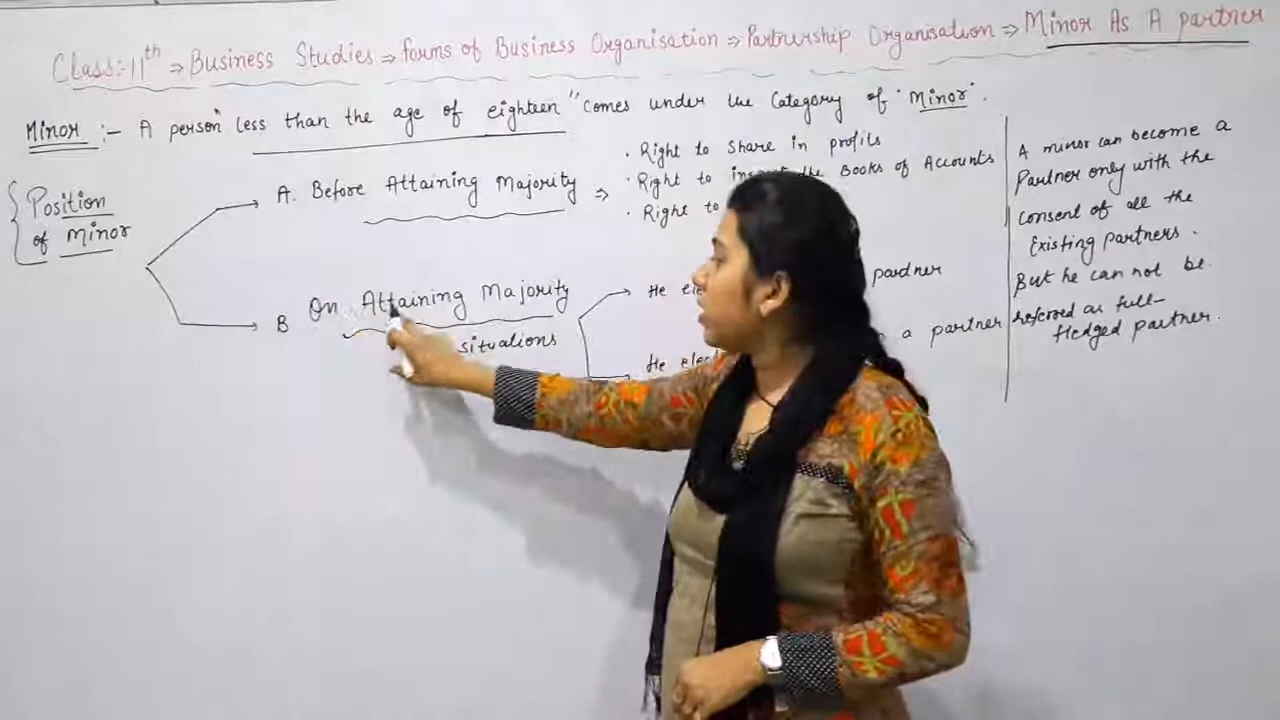 Class:-11th ⇒ Business Studies ⇒ forms of Business Organisation ⇒ Partnership Organisation ⇒ Minor As A partner
Minor :- A person less than the age of eighteen" comes under the Category of 'Minor'.
Position
of Minor
A. Before Attaining Majority ⇒
• Right to Share in profits
• Right to Books of Accounts
• Right to
B On Attaining Majority
situations
He partner
He a partner
A minor can become a
Partner only with the
Consent of all the
Existing Partners.
But he can not be
referred as full-
fledged partner.